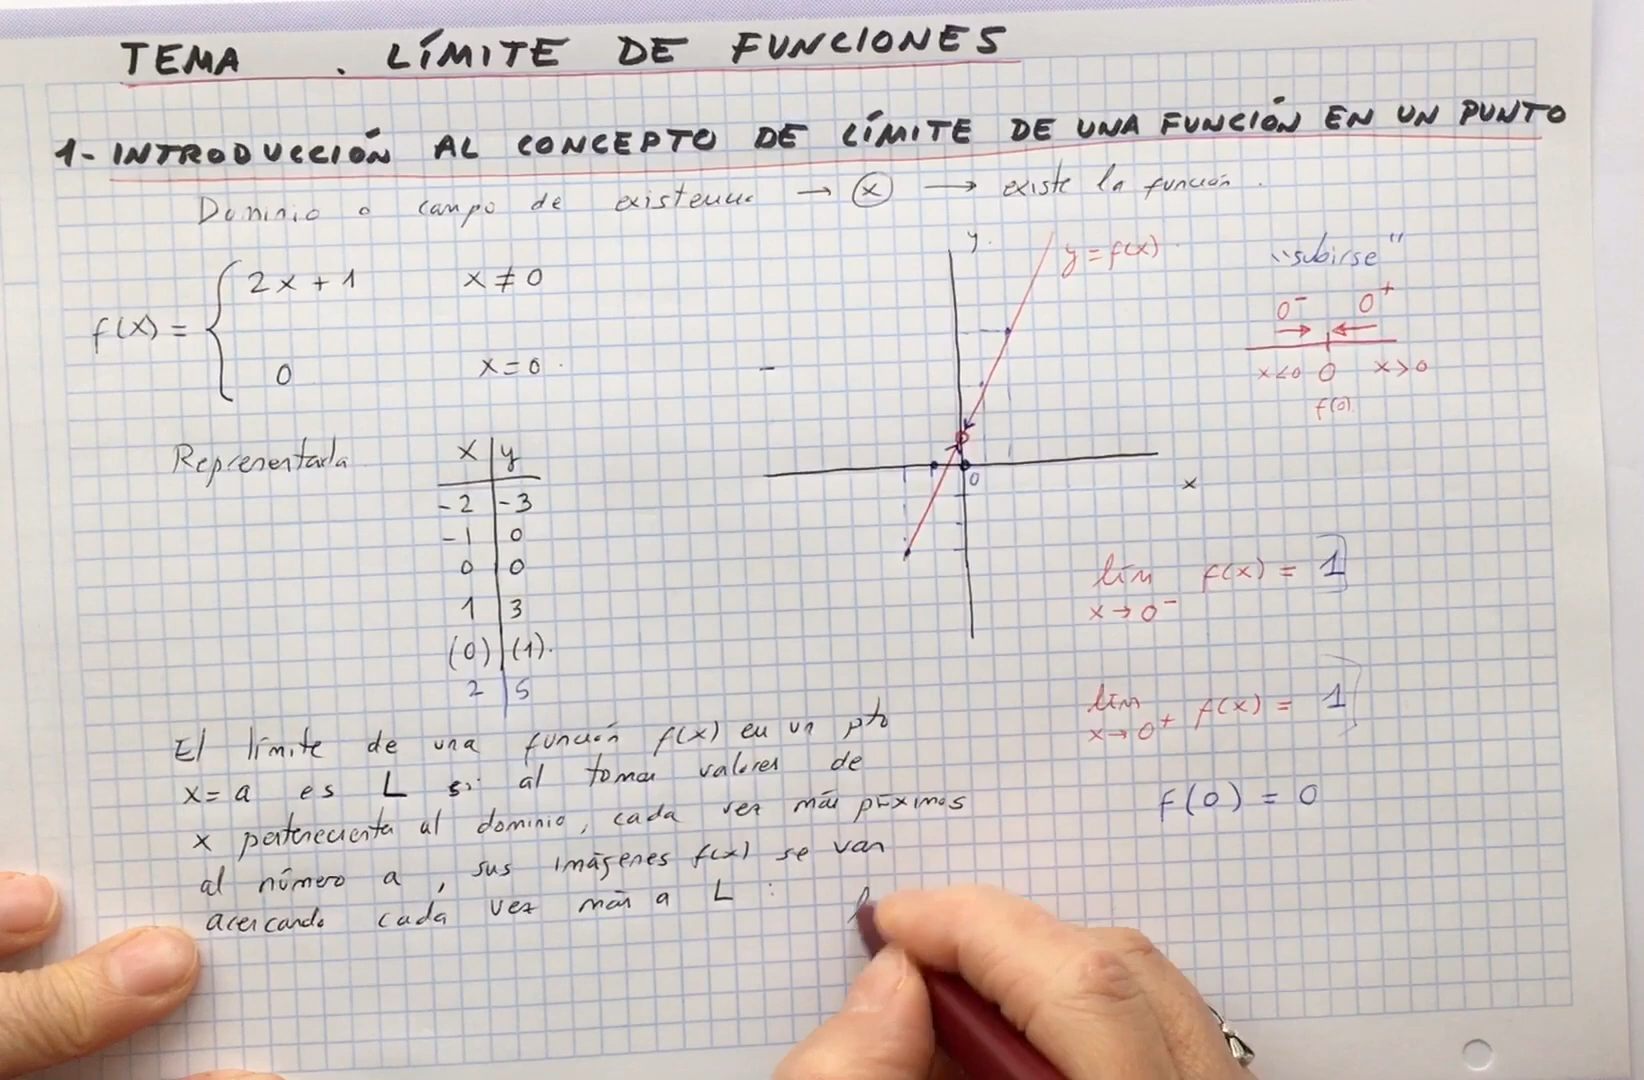 TEMA . LÍMITE DE FUNCIONES
1- INTRODUCCIÓN AL CONCEPTO DE LÍMITE DE UNA FUNCIÓN EN UN PUNTO
Dominio o campo de existencia → x → existe la función.
f(x) = { 2x + 1 x ≠ 0
0 x = 0.
y
y = f(x)
"subirse"
0⁻ 0⁺
x<0 0 x>0
f(0)
0
x
Representarla
x | y
-2 | -3
-1 | 0
0 | 0
1 | 3
(0) | (1).
2 | 5
lím f(x) = 1
x → 0⁻
lím f(x) = 1
x → 0⁺
f(0) = 0
El límite de una función f(x) en un pto
x = a es L si al tomar valores de
x perteneciente al dominio, cada vez más próximos
al número a, sus imágenes f(x) se van
acercando cada vez más a L :